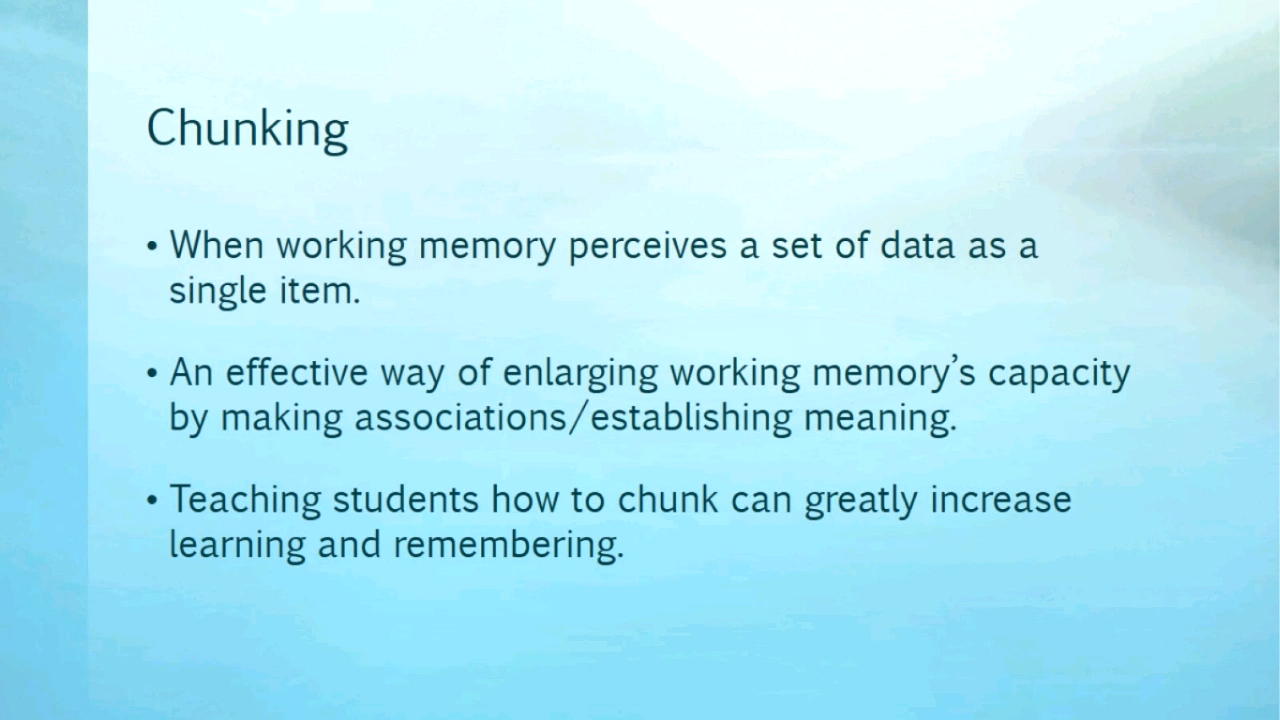 Chunking
• When working memory perceives a set of data as a
single item.
• An effective way of enlarging working memory’s capacity
by making associations/establishing meaning.
• Teaching students how to chunk can greatly increase
learning and remembering.